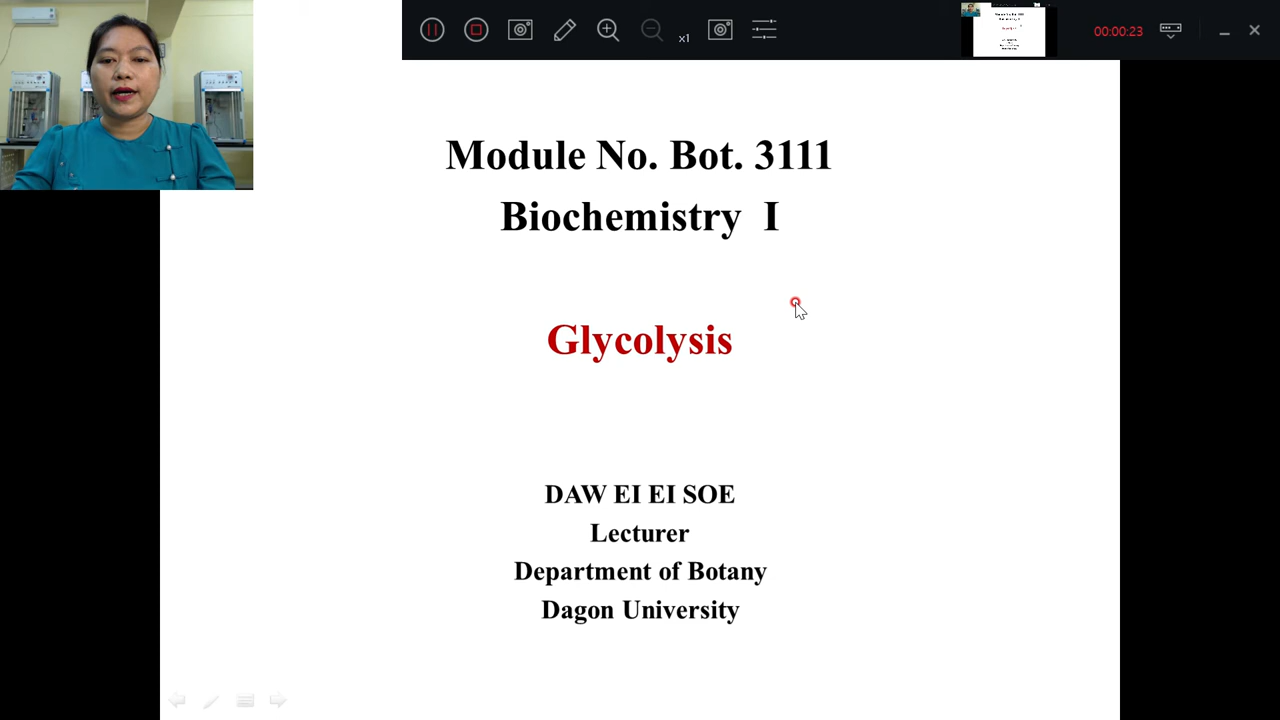 x1
00:00:23
Module No. Bot. 3111
Biochemistry I
Glycolysis
DAW EI EI SOE
Lecturer
Department of Botany
Dagon University